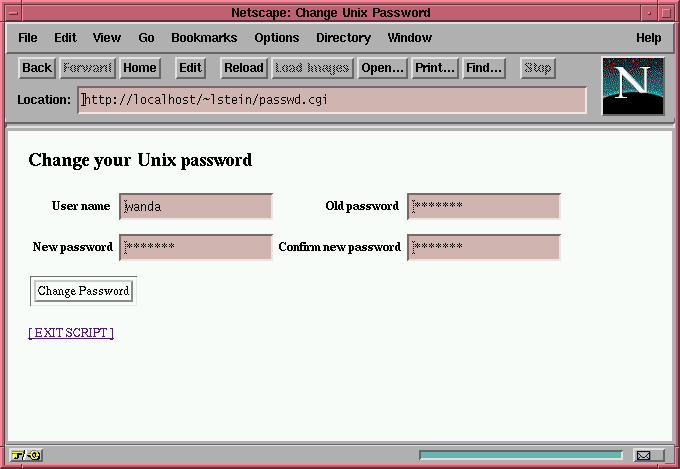 Netscape: Change Unix Password
File Edit View Go Bookmarks Options Directory Window Help
Back Forward Home Edit Reload Load Images Open... Print... Find... Stop
N
Location: http://localhost/~lstein/passwd.cgi
Change your Unix password
User name wanda Old password *******
New password ******* Confirm new password *******
Change Password
[ EXIT SCRIPT ]